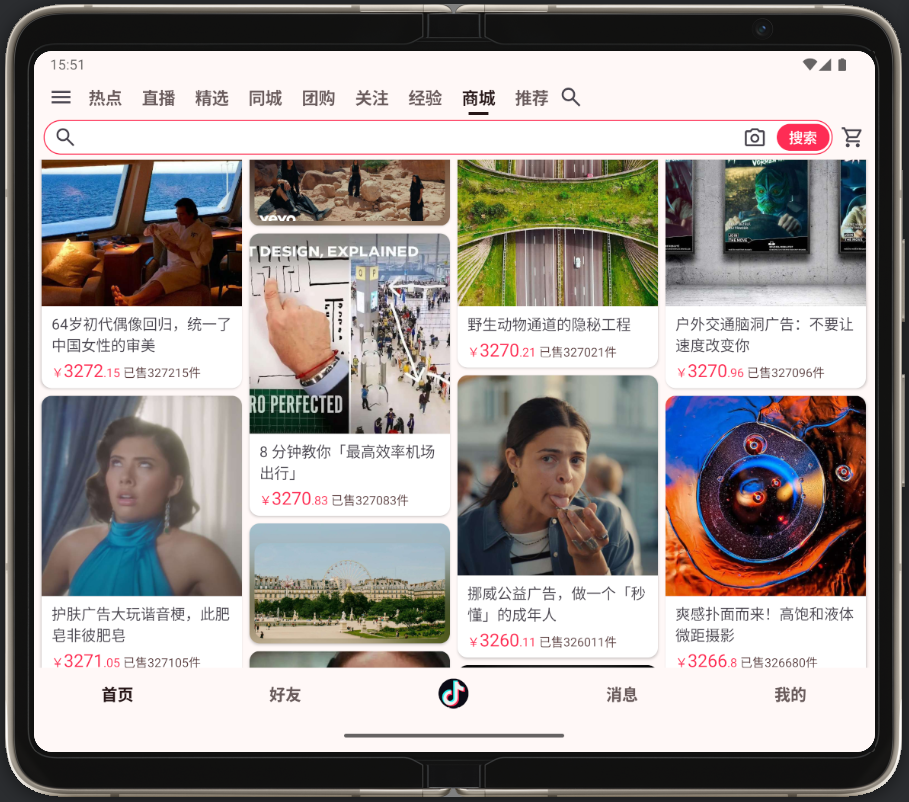 15:51
热点 直播 精选 同城 团购 关注 经验 商城 推荐
搜索
64岁初代偶像回归，统一了
中国女性的审美
￥3272.15 已售327215件
护肤广告大玩谐音梗，此肥
皂非彼肥皂
￥3271.05 已售327105件
vevo
T DESIGN, EXPLAINED
RO PERFECTED
8 分钟教你「最高效率机场
出行」
￥3270.83 已售327083件
野生动物通道的隐秘工程
￥3270.21 已售327021件
挪威公益广告，做一个「秒
懂」的成年人
￥3260.11 已售326011件
户外交通脑洞广告：不要让
速度改变你
￥3270.96 已售327096件
爽感扑面而来！高饱和液体
微距摄影
￥3266.8 已售326680件
首页 好友 消息 我的